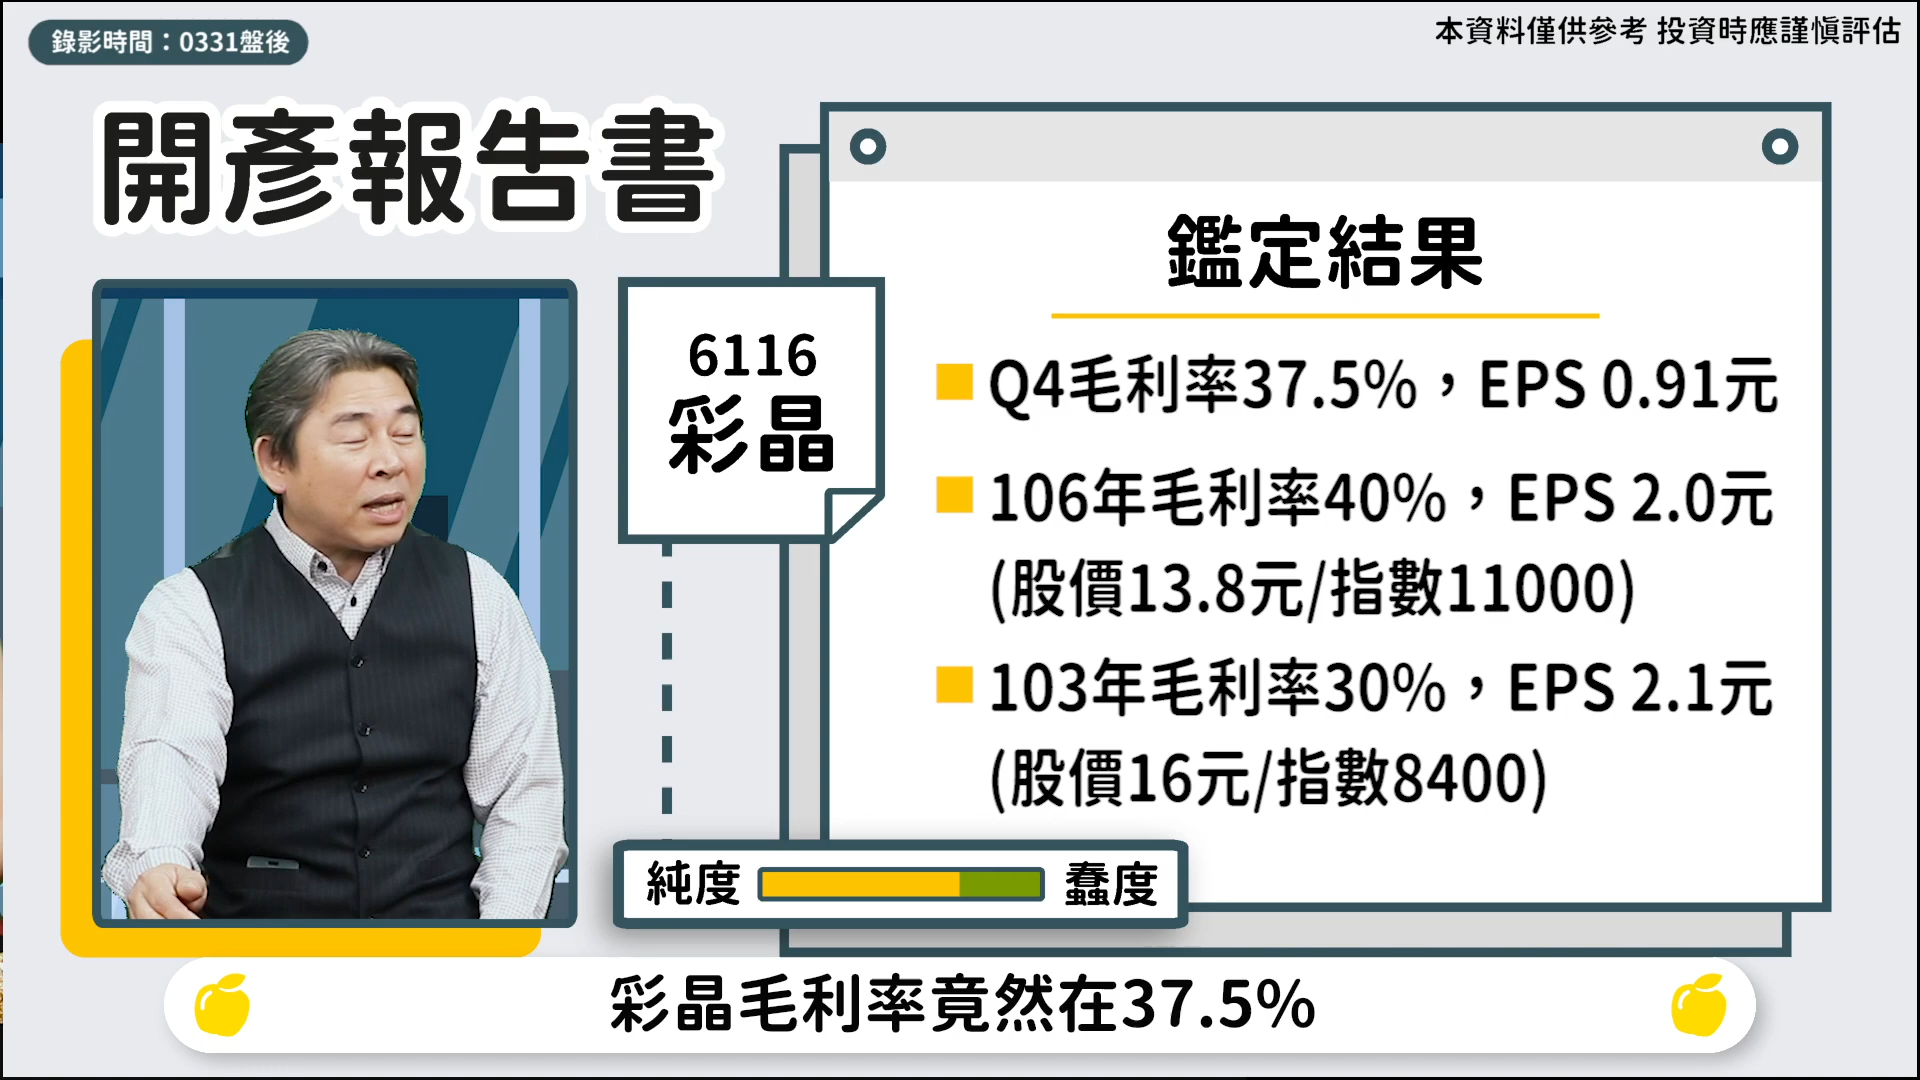 錄影時間：0331盤後
本資料僅供參考 投資時應謹慎評估
開彥報告書
6116
彩晶
鑑定結果
Q4毛利率37.5%，EPS 0.91元
106年毛利率40%，EPS 2.0元
(股價13.8元/指數11000)
103年毛利率30%，EPS 2.1元
(股價16元/指數8400)
純度 蠢度
彩晶毛利率竟然在37.5%